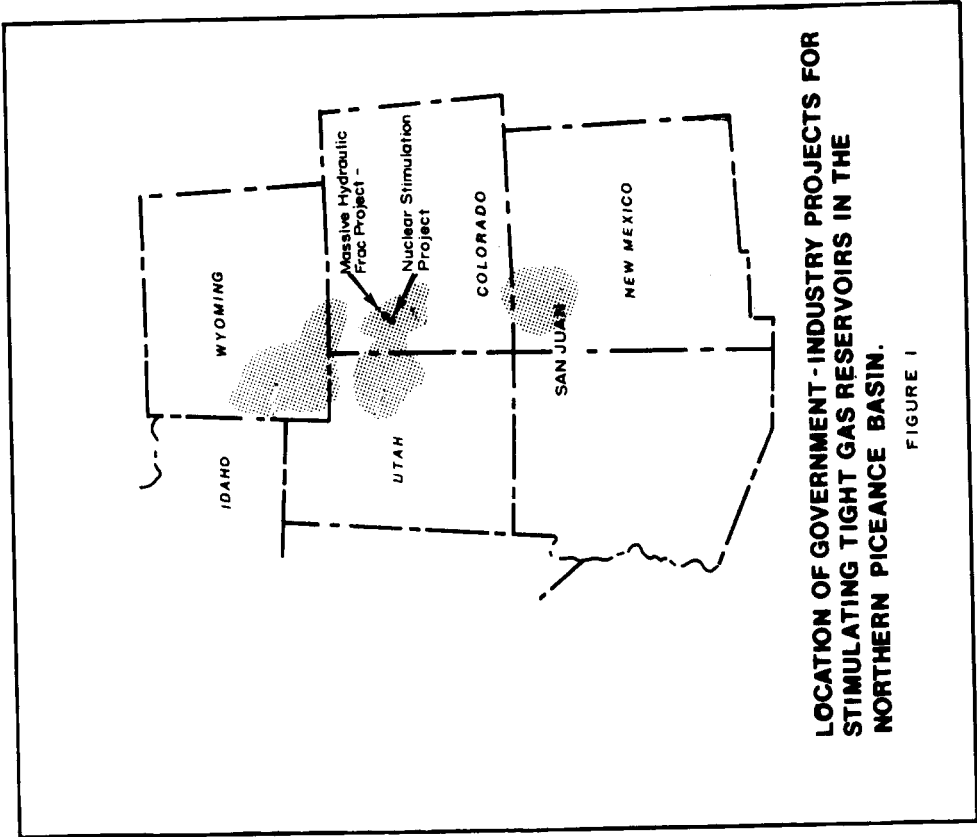 WYOMING
IDAHO
Massive Hydraulic
Frac Project -
Nuclear Stimulation
Project
UTAH
COLORADO
SAN JUAN
NEW MEXICO
LOCATION OF GOVERNMENT-INDUSTRY PROJECTS FOR
STIMULATING TIGHT GAS RESERVOIRS IN THE
NORTHERN PICEANCE BASIN.
FIGURE 1